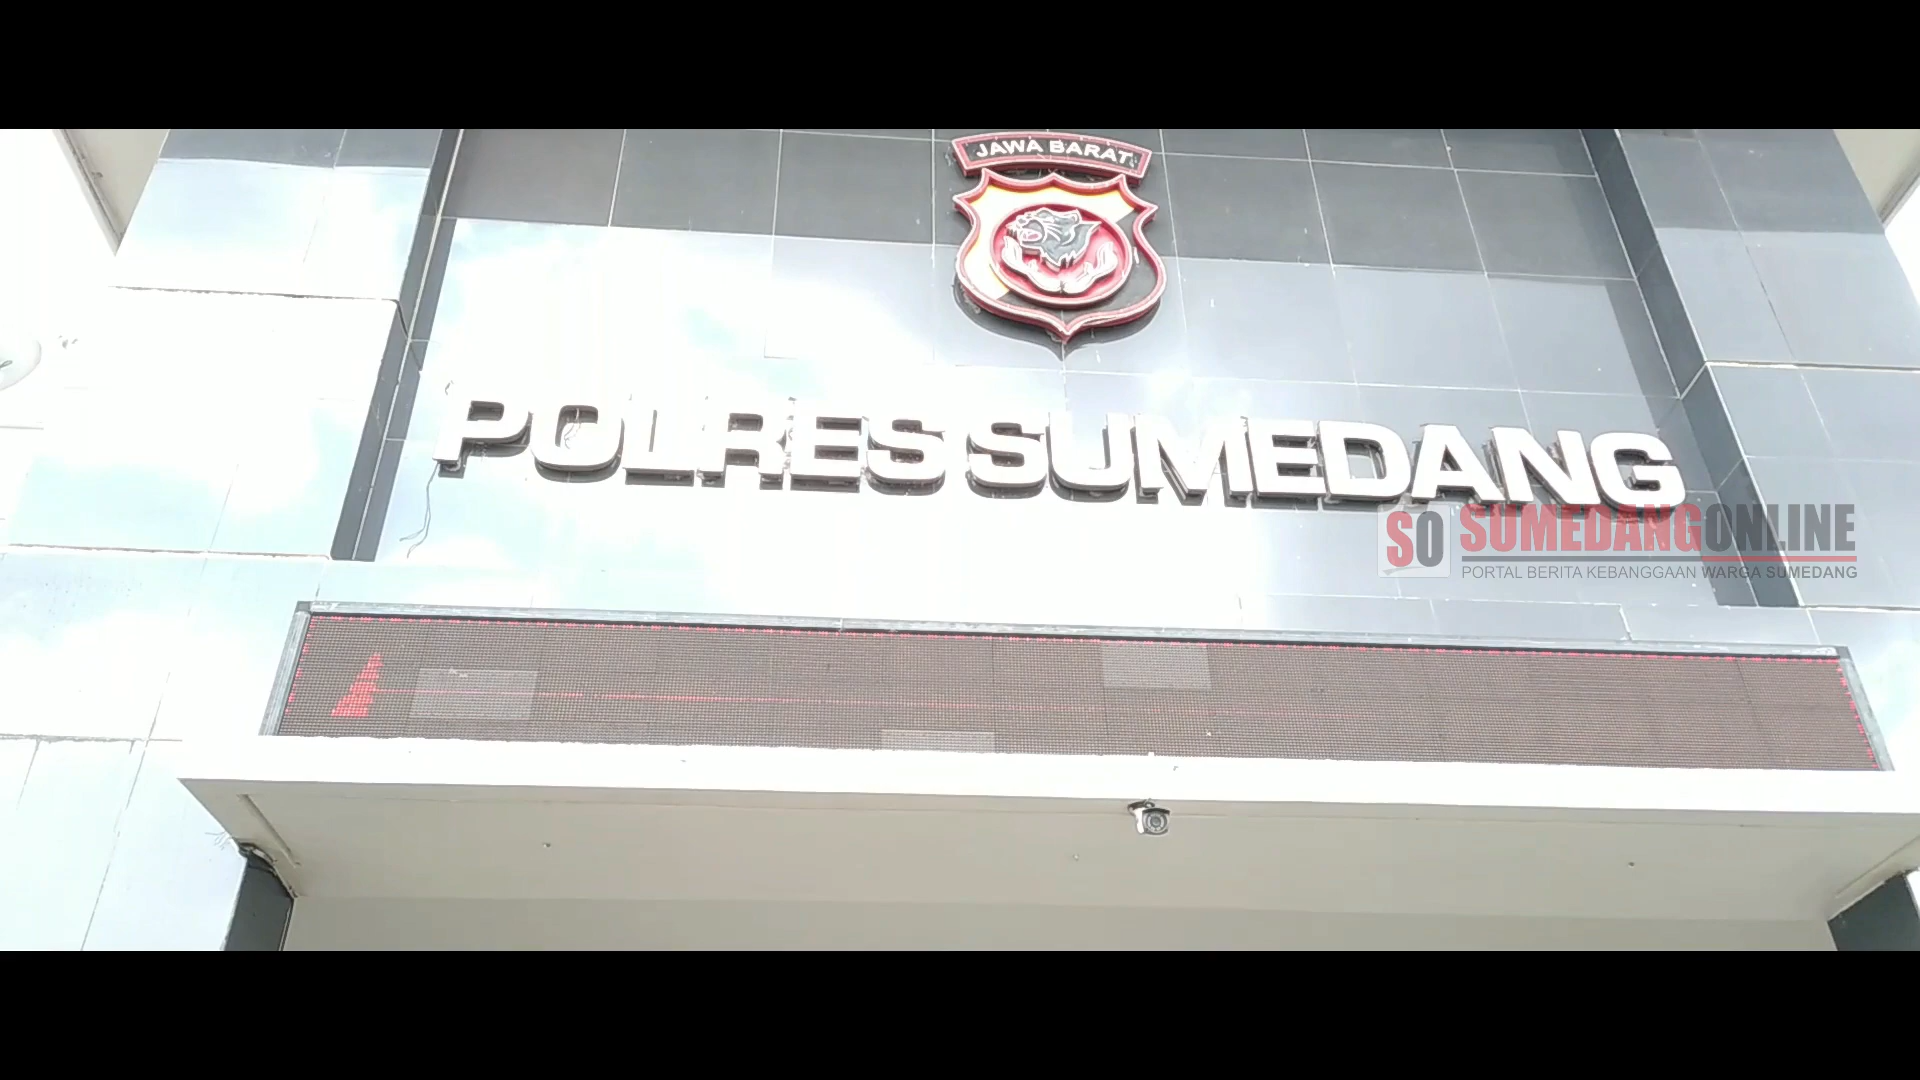 JAWA BARAT
POLRES SUMEDANG
SO SUMEDANGONLINE
PORTAL BERITA KEBANGGAAN WARGA SUMEDANG